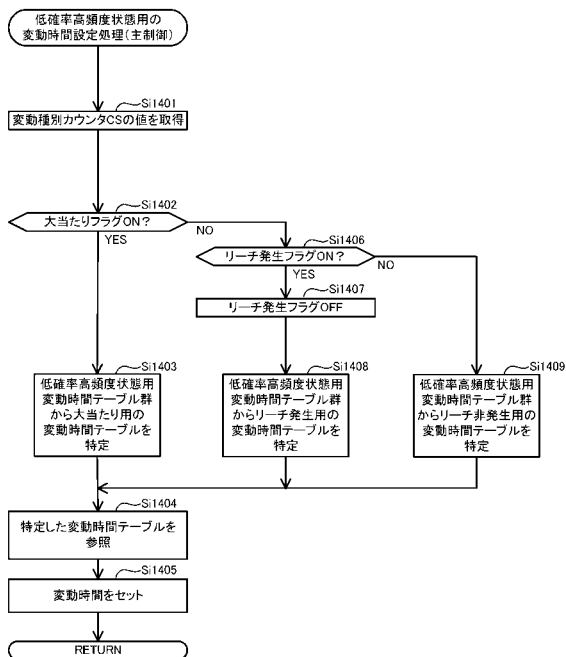 低確率高頻度状態用の
変動時間設定処理(主制御)
Si1401
変動種別カウンタCSの値を取得
Si1402
大当たりフラグON？
NO
YES
Si1406
リーチ発生フラグON？
NO
YES
Si1407
リーチ発生フラグOFF
Si1403
低確率高頻度状態用
変動時間テーブル群
から大当たり用の
変動時間テーブルを
特定
Si1408
低確率高頻度状態用
変動時間テーブル群
からリーチ発生用の
変動時間テーブルを
特定
Si1409
低確率高頻度状態用
変動時間テーブル群
からリーチ非発生用の
変動時間テーブルを
特定
Si1404
特定した変動時間テーブルを
参照
Si1405
変動時間をセット
RETURN